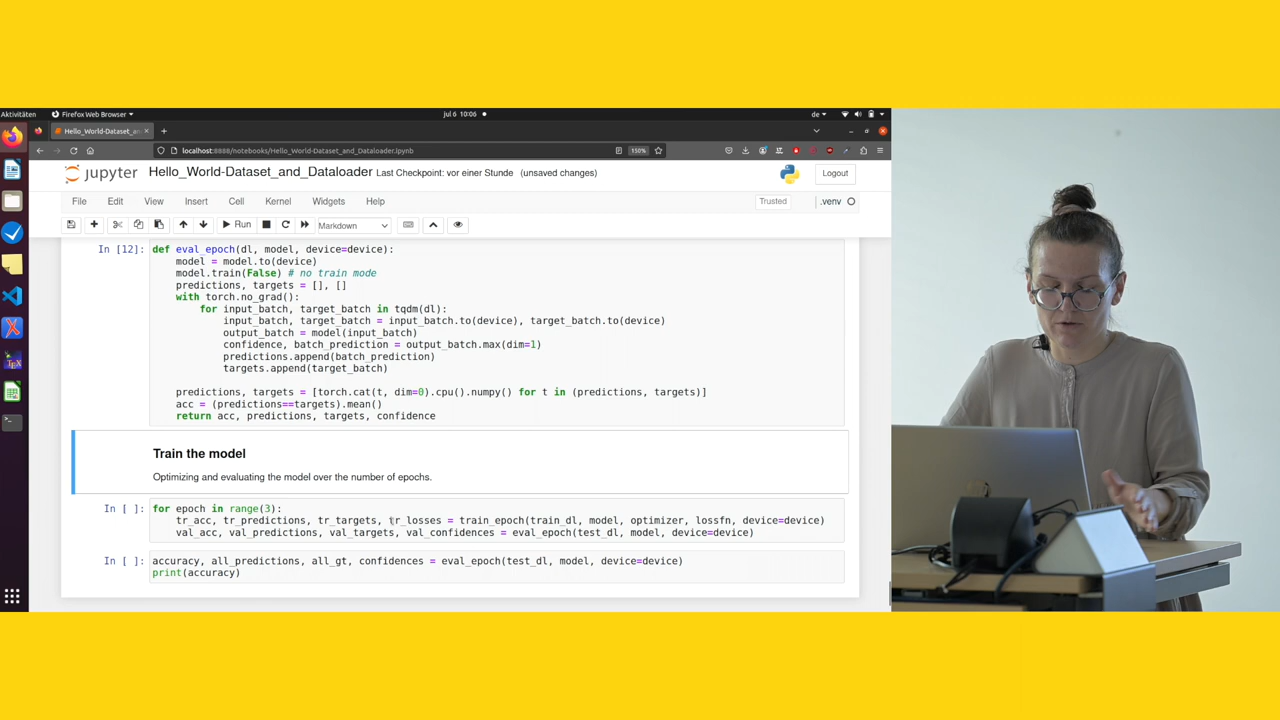 Aktivitäten
Firefox Web Browser
Jul 6 10:06
de
Hello_World-Dataset_an
localhost:8888/notebooks/Hello_World-Dataset_and_Dataloader.ipynb
150%
jupyter
Hello_World-Dataset_and_Dataloader
Last Checkpoint: vor einer Stunde (unsaved changes)
Logout
File Edit View Insert Cell Kernel Widgets Help
Trusted
.venv
Run
Markdown
In [12]:
def eval_epoch(dl, model, device=device):
model = model.to(device)
model.train(False) # no train mode
predictions, targets = [], []
with torch.no_grad():
for input_batch, target_batch in tqdm(dl):
input_batch, target_batch = input_batch.to(device), target_batch.to(device)
output_batch = model(input_batch)
confidence, batch_prediction = output_batch.max(dim=1)
predictions.append(batch_prediction)
targets.append(target_batch)
predictions, targets = [torch.cat(t, dim=0).cpu().numpy() for t in (predictions, targets)]
acc = (predictions==targets).mean()
return acc, predictions, targets, confidence
Train the model
Optimizing and evaluating the model over the number of epochs.
In [ ]:
for epoch in range(3):
tr_acc, tr_predictions, tr_targets, tr_losses = train_epoch(train_dl, model, optimizer, lossfn, device=device)
val_acc, val_predictions, val_targets, val_confidences = eval_epoch(test_dl, model, device=device)
In [ ]:
accuracy, all_predictions, all_gt, confidences = eval_epoch(test_dl, model, device=device)
print(accuracy)